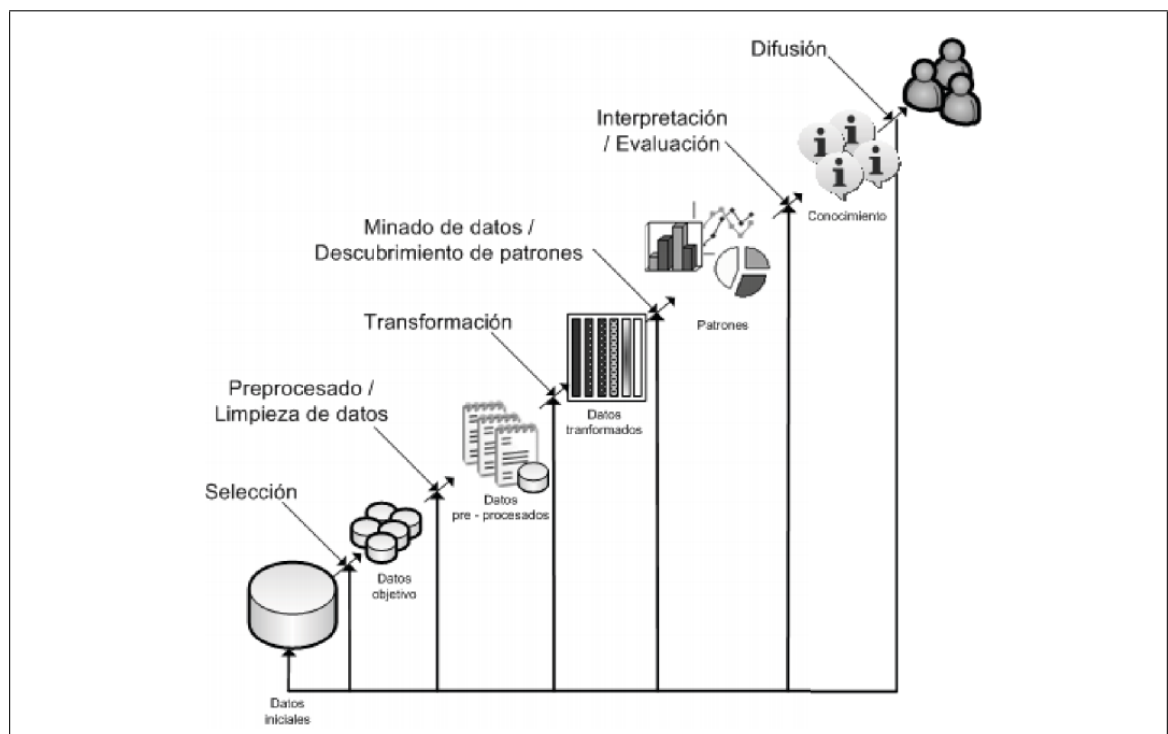 Difusión
Interpretación
/ Evaluación
Conocimiento
Minado de datos /
Descubrimiento de patrones
Patrones
Transformación
Datos
tranformados
Preprocesado /
Limpieza de datos
Datos
pre - procesados
Selección
Datos
objetivo
Datos
iniciales